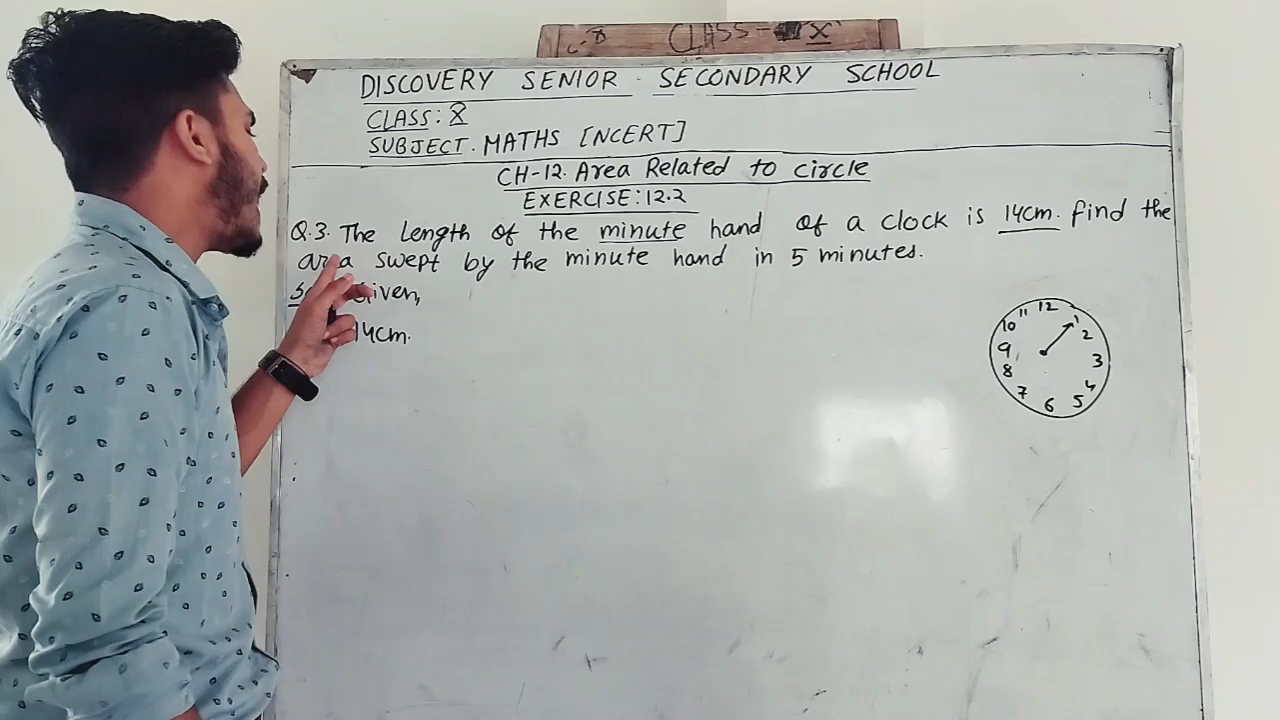 CLASS- X
DISCOVERY SENIOR SECONDARY SCHOOL
CLASS: X
SUBJECT. MATHS [NCERT]
CH-12. Area Related to circle
EXERCISE: 12.2
Q.3. The length of the minute hand of a clock is 14cm. find the
area swept by the minute hand in 5 minutes.
Given,
14cm.
12
11 1
10 2
9 3
8 4
7 5
6